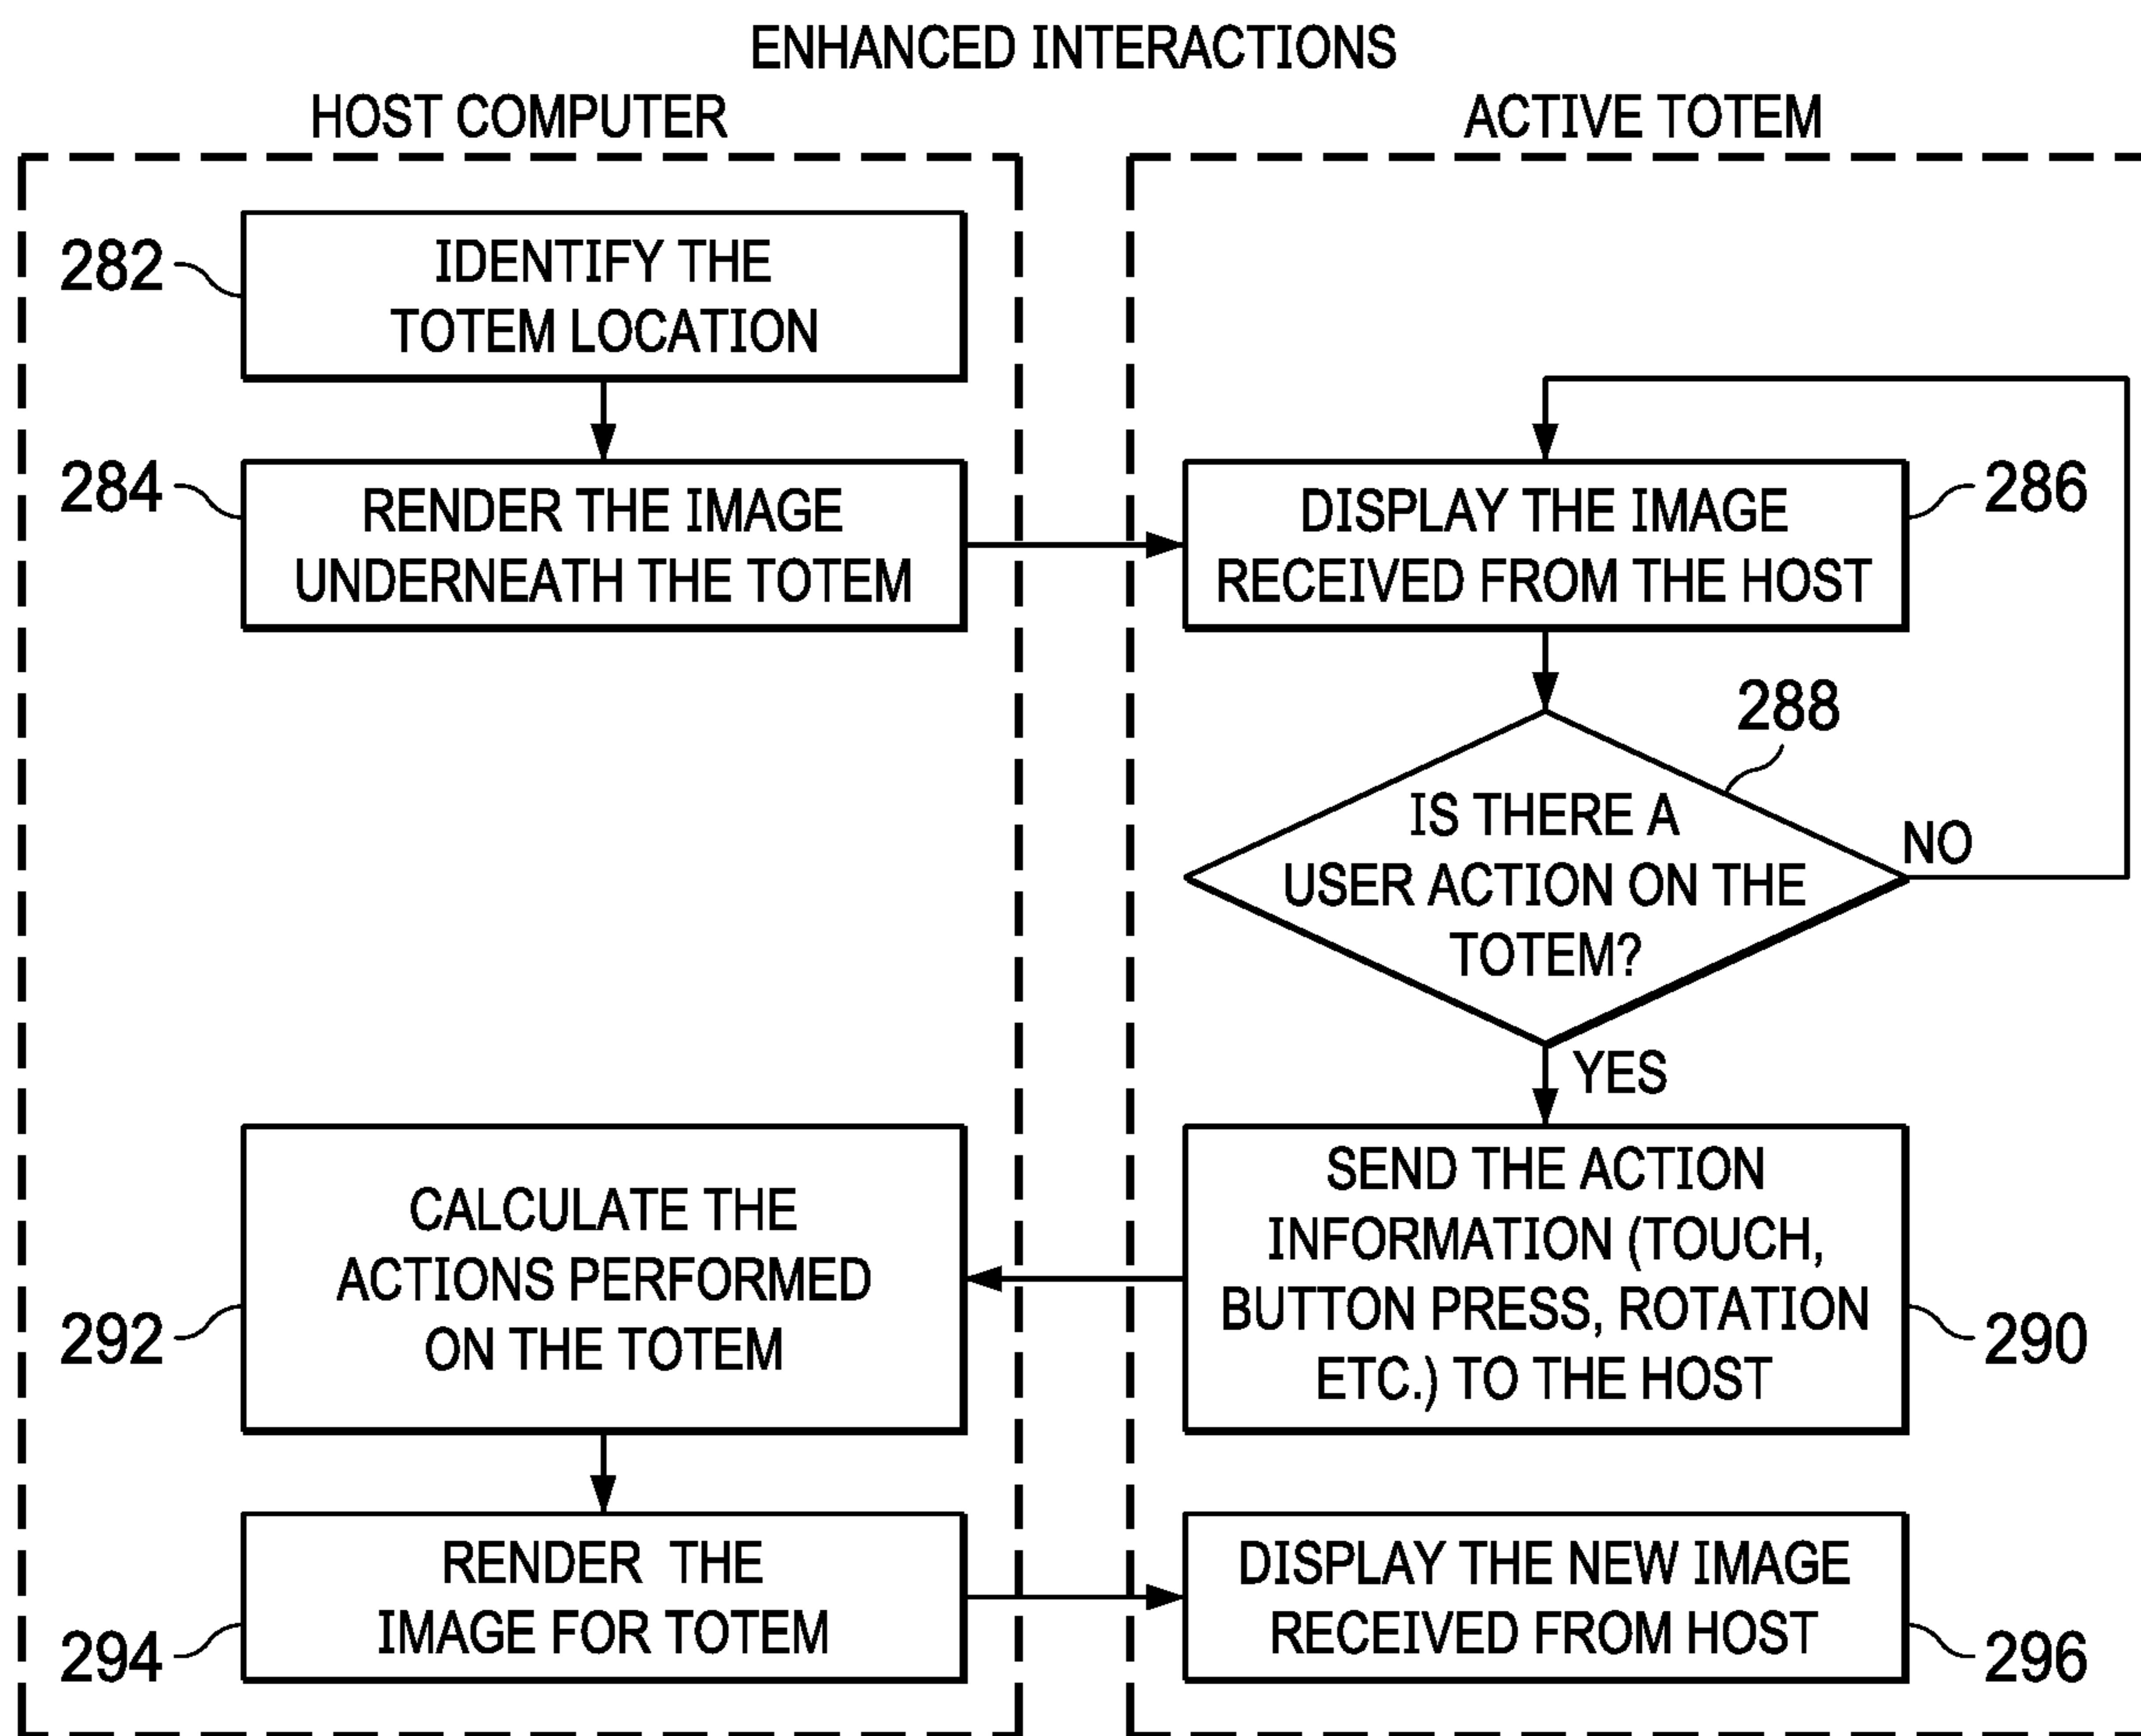 ENHANCED INTERACTIONS
HOST COMPUTER
ACTIVE TOTEM
282
IDENTIFY THE
TOTEM LOCATION
284
RENDER THE IMAGE
UNDERNEATH THE TOTEM
DISPLAY THE IMAGE
RECEIVED FROM THE HOST
286
288
IS THERE A
USER ACTION ON THE
TOTEM?
NO
YES
SEND THE ACTION
INFORMATION (TOUCH,
BUTTON PRESS, ROTATION
ETC.) TO THE HOST
290
CALCULATE THE
ACTIONS PERFORMED
ON THE TOTEM
292
RENDER THE
IMAGE FOR TOTEM
294
DISPLAY THE NEW IMAGE
RECEIVED FROM HOST
296